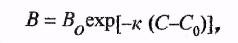 B = B_O exp[–κ (C–C_0)],